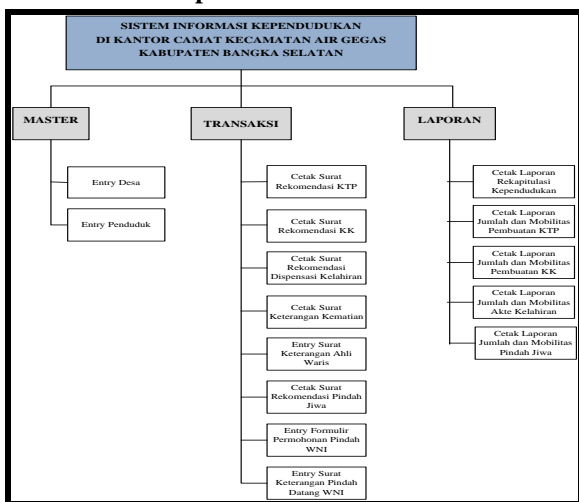 SISTEM INFORMASI KEPENDUDUKAN
DI KANTOR CAMAT KECAMATAN AIR GEGAS
KABUPATEN BANGKA SELATAN
MASTER
TRANSAKSI
LAPORAN
Entry Desa
Entry Penduduk
Cetak Surat
Rekomendasi KTP
Cetak Surat
Rekomendasi KK
Cetak Surat
Rekomendasi
Dispensasi Kelahiran
Cetak Surat
Keterangan Kematian
Entry Surat
Keterangan Ahli
Waris
Cetak Surat
Rekomendasi Pindah
Jiwa
Entry Formulir
Permohonan Pindah
WNI
Entry Surat
Keterangan Pindah
Datang WNI
Cetak Laporan
Rekapitulasi
Kependudukan
Cetak Laporan
Jumlah dan Mobilitas
Pembuatan KTP
Cetak Laporan
Jumlah dan Mobilitas
Pembuatan KK
Cetak Laporan
Jumlah dan Mobilitas
Akte Kelahiran
Cetak Laporan
Jumlah dan Mobilitas
Pindah Jiwa